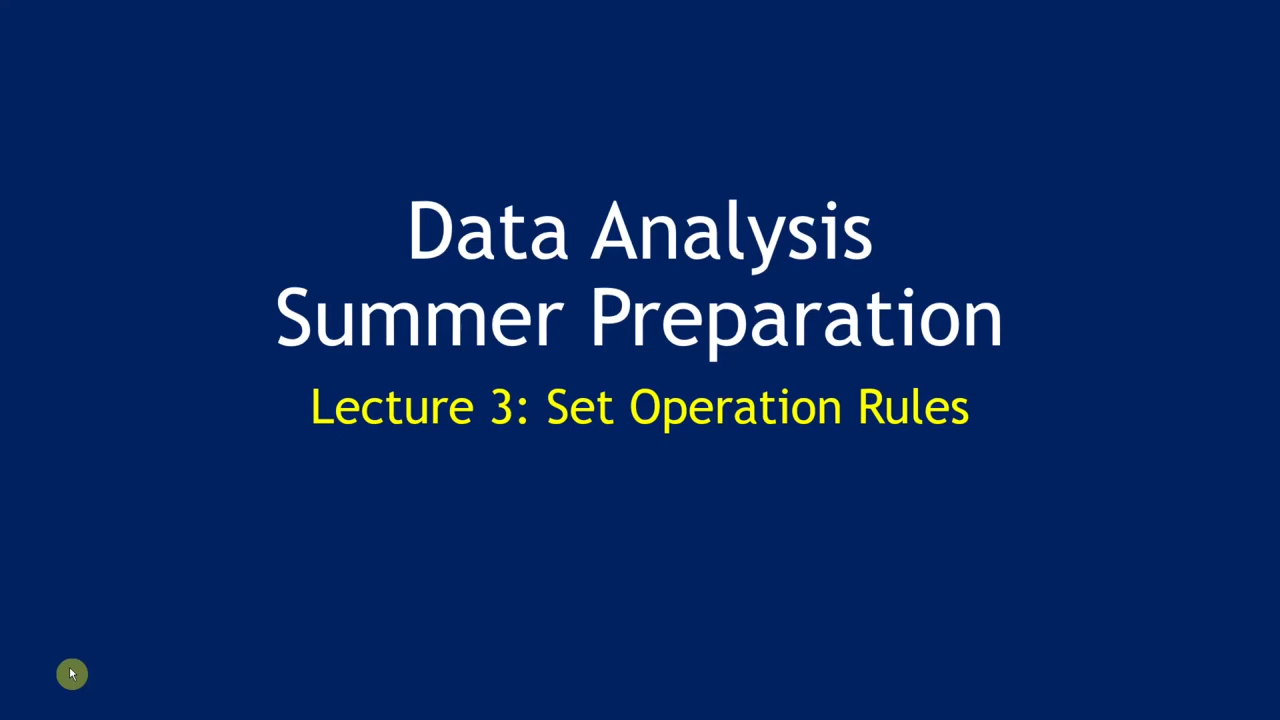 Data Analysis
Summer Preparation
Lecture 3: Set Operation Rules